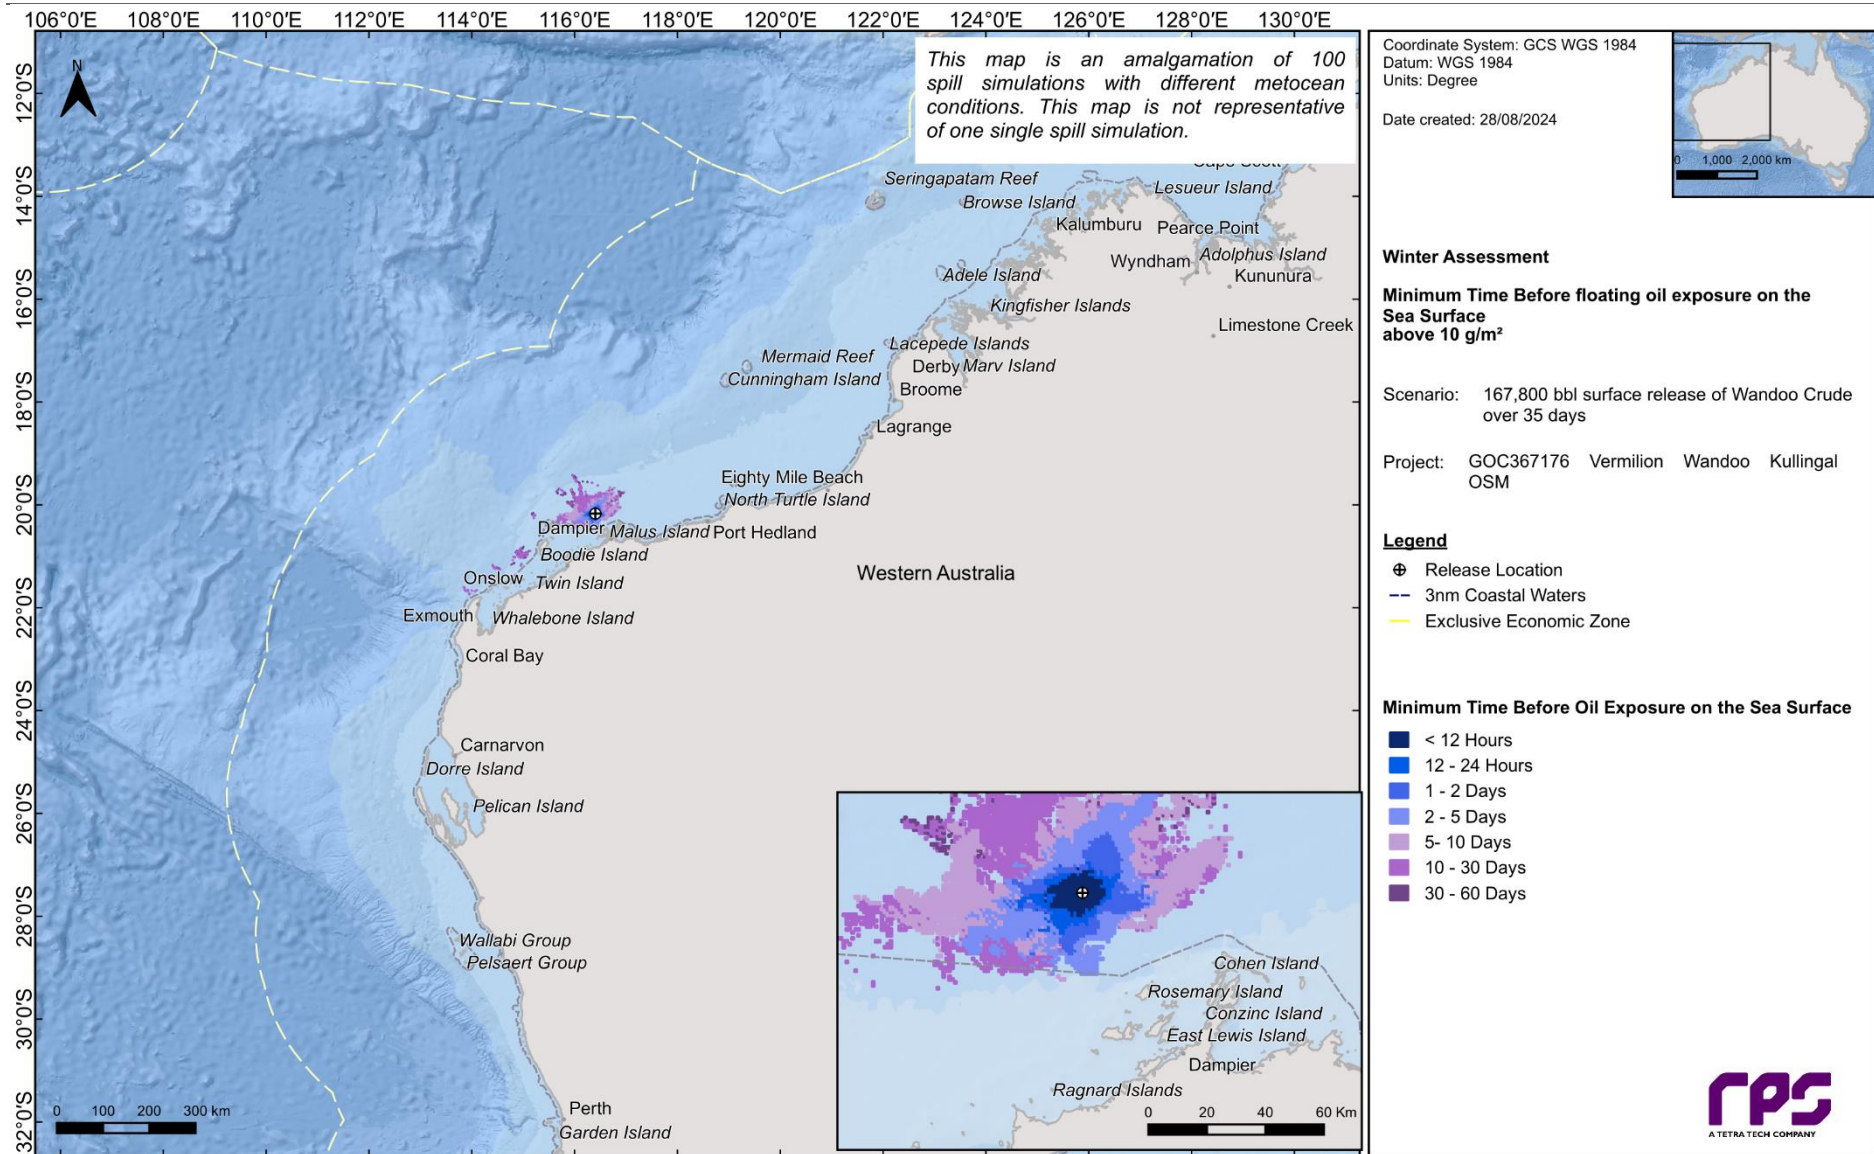 106°0'E 108°0'E 110°0'E 112°0'E 114°0'E 116°0'E 118°0'E 120°0'E 122°0'E 124°0'E 126°0'E 128°0'E 130°0'E
12°0'S
14°0'S
16°0'S
18°0'S
20°0'S
22°0'S
24°0'S
26°0'S
28°0'S
30°0'S
32°0'S
N
This map is an amalgamation of 100
spill simulations with different metocean
conditions. This map is not representative
of one single spill simulation.
Seringapatam Reef
Lesueur Island
Browse Island
Kalumburu
Pearce Point
Wyndham
Adolphus Island
Adele Island
Kununura
Kingfisher Islands
Limestone Creek
Lacepede Islands
Mermaid Reef
Derby
Marv Island
Cunningham Island
Broome
Lagrange
Eighty Mile Beach
North Turtle Island
Dampier
Malus Island
Port Hedland
Boodie Island
Western Australia
Onslow
Twin Island
Exmouth
Whalebone Island
Coral Bay
Carnarvon
Dorre Island
Pelican Island
Wallabi Group
Pelsaert Group
Perth
Garden Island
0 100 200 300 km
Cohen Island
Rosemary Island
Conzinc Island
East Lewis Island
Dampier
Ragnard Islands
0 20 40 60 Km
Coordinate System: GCS WGS 1984
Datum: WGS 1984
Units: Degree
Date created: 28/08/2024
0 1,000 2,000 km
Winter Assessment
Minimum Time Before floating oil exposure on the
Sea Surface
above 10 g/m²
Scenario: 167,800 bbl surface release of Wandoo Crude
over 35 days
Project: GOC367176 Vermilion Wandoo Kullingal
OSM
Legend
Release Location
3nm Coastal Waters
Exclusive Economic Zone
Minimum Time Before Oil Exposure on the Sea Surface
< 12 Hours
12 - 24 Hours
1 - 2 Days
2 - 5 Days
5- 10 Days
10 - 30 Days
30 - 60 Days
rps
A TETRA TECH COMPANY